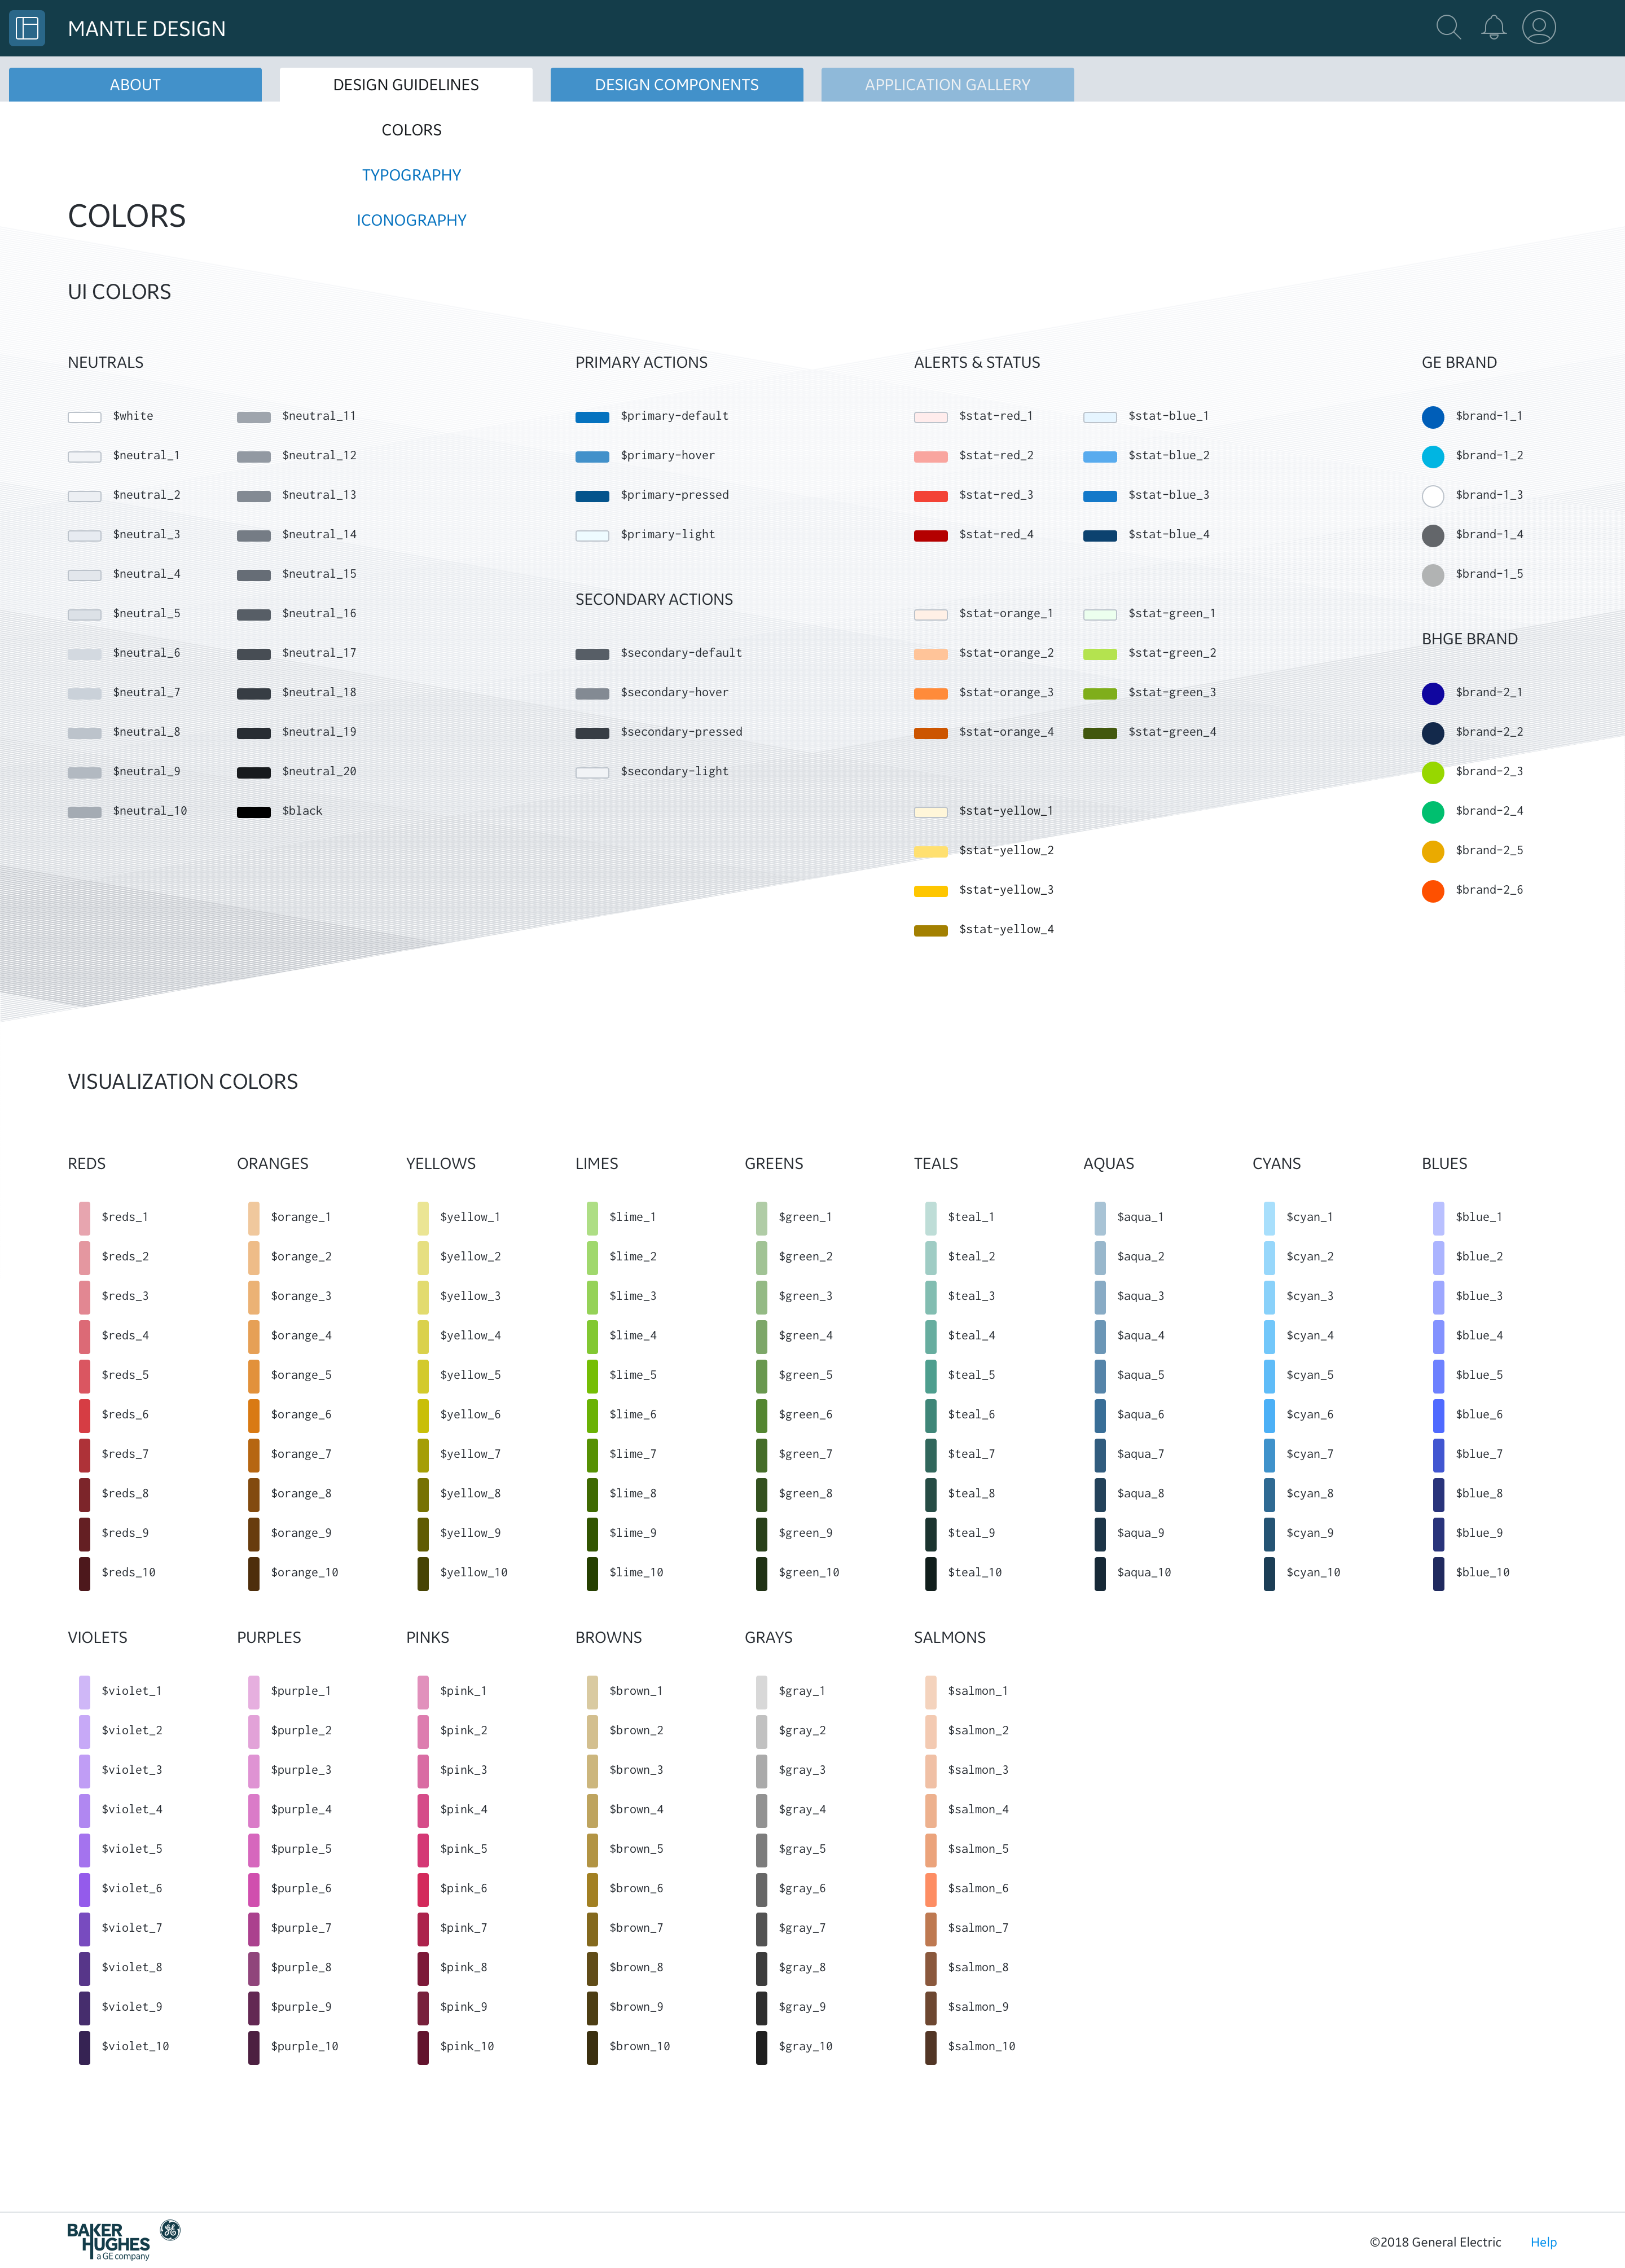 MANTLE DESIGN
ABOUT
DESIGN GUIDELINES
DESIGN COMPONENTS
APPLICATION GALLERY
COLORS
TYPOGRAPHY
ICONOGRAPHY
COLORS
UI COLORS
NEUTRALS
$white
$neutral_1
$neutral_2
$neutral_3
$neutral_4
$neutral_5
$neutral_6
$neutral_7
$neutral_8
$neutral_9
$neutral_10
$neutral_11
$neutral_12
$neutral_13
$neutral_14
$neutral_15
$neutral_16
$neutral_17
$neutral_18
$neutral_19
$neutral_20
$black
PRIMARY ACTIONS
$primary-default
$primary-hover
$primary-pressed
$primary-light
SECONDARY ACTIONS
$secondary-default
$secondary-hover
$secondary-pressed
$secondary-light
ALERTS & STATUS
$stat-red_1
$stat-red_2
$stat-red_3
$stat-red_4
$stat-blue_1
$stat-blue_2
$stat-blue_3
$stat-blue_4
$stat-orange_1
$stat-orange_2
$stat-orange_3
$stat-orange_4
$stat-green_1
$stat-green_2
$stat-green_3
$stat-green_4
$stat-yellow_1
$stat-yellow_2
$stat-yellow_3
$stat-yellow_4
GE BRAND
$brand-1_1
$brand-1_2
$brand-1_3
$brand-1_4
$brand-1_5
BHGE BRAND
$brand-2_1
$brand-2_2
$brand-2_3
$brand-2_4
$brand-2_5
$brand-2_6
VISUALIZATION COLORS
REDS
$reds_1
$reds_2
$reds_3
$reds_4
$reds_5
$reds_6
$reds_7
$reds_8
$reds_9
$reds_10
ORANGES
$orange_1
$orange_2
$orange_3
$orange_4
$orange_5
$orange_6
$orange_7
$orange_8
$orange_9
$orange_10
YELLOWS
$yellow_1
$yellow_2
$yellow_3
$yellow_4
$yellow_5
$yellow_6
$yellow_7
$yellow_8
$yellow_9
$yellow_10
LIMES
$lime_1
$lime_2
$lime_3
$lime_4
$lime_5
$lime_6
$lime_7
$lime_8
$lime_9
$lime_10
GREENS
$green_1
$green_2
$green_3
$green_4
$green_5
$green_6
$green_7
$green_8
$green_9
$green_10
TEALS
$teal_1
$teal_2
$teal_3
$teal_4
$teal_5
$teal_6
$teal_7
$teal_8
$teal_9
$teal_10
AQUAS
$aqua_1
$aqua_2
$aqua_3
$aqua_4
$aqua_5
$aqua_6
$aqua_7
$aqua_8
$aqua_9
$aqua_10
CYANS
$cyan_1
$cyan_2
$cyan_3
$cyan_4
$cyan_5
$cyan_6
$cyan_7
$cyan_8
$cyan_9
$cyan_10
BLUES
$blue_1
$blue_2
$blue_3
$blue_4
$blue_5
$blue_6
$blue_7
$blue_8
$blue_9
$blue_10
VIOLETS
$violet_1
$violet_2
$violet_3
$violet_4
$violet_5
$violet_6
$violet_7
$violet_8
$violet_9
$violet_10
PURPLES
$purple_1
$purple_2
$purple_3
$purple_4
$purple_5
$purple_6
$purple_7
$purple_8
$purple_9
$purple_10
PINKS
$pink_1
$pink_2
$pink_3
$pink_4
$pink_5
$pink_6
$pink_7
$pink_8
$pink_9
$pink_10
BROWNS
$brown_1
$brown_2
$brown_3
$brown_4
$brown_5
$brown_6
$brown_7
$brown_8
$brown_9
$brown_10
GRAYS
$gray_1
$gray_2
$gray_3
$gray_4
$gray_5
$gray_6
$gray_7
$gray_8
$gray_9
$gray_10
SALMONS
$salmon_1
$salmon_2
$salmon_3
$salmon_4
$salmon_5
$salmon_6
$salmon_7
$salmon_8
$salmon_9
$salmon_10
BAKER
HUGHES
a GE company
GE
©2018 General Electric
Help